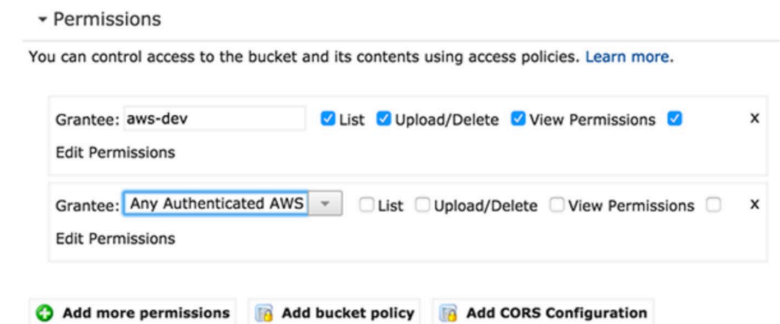 Permissions
You can control access to the bucket and its contents using access policies. Learn more.
Grantee: aws-dev List Upload/Delete View Permissions x
Edit Permissions
Grantee: Any Authenticated AWS List Upload/Delete View Permissions x
Edit Permissions
Add more permissions Add bucket policy Add CORS Configuration